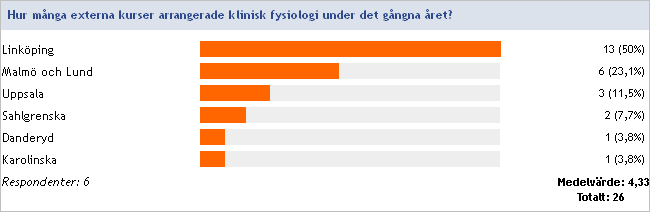 Hur många externa kurser arrangerade klinisk fysiologi under det gångna året?
Linköping 13 (50%)
Malmö och Lund 6 (23,1%)
Uppsala 3 (11,5%)
Sahlgrenska 2 (7,7%)
Danderyd 1 (3,8%)
Karolinska 1 (3,8%)
Respondenter: 6 Medelvärde: 4,33
Totalt: 26